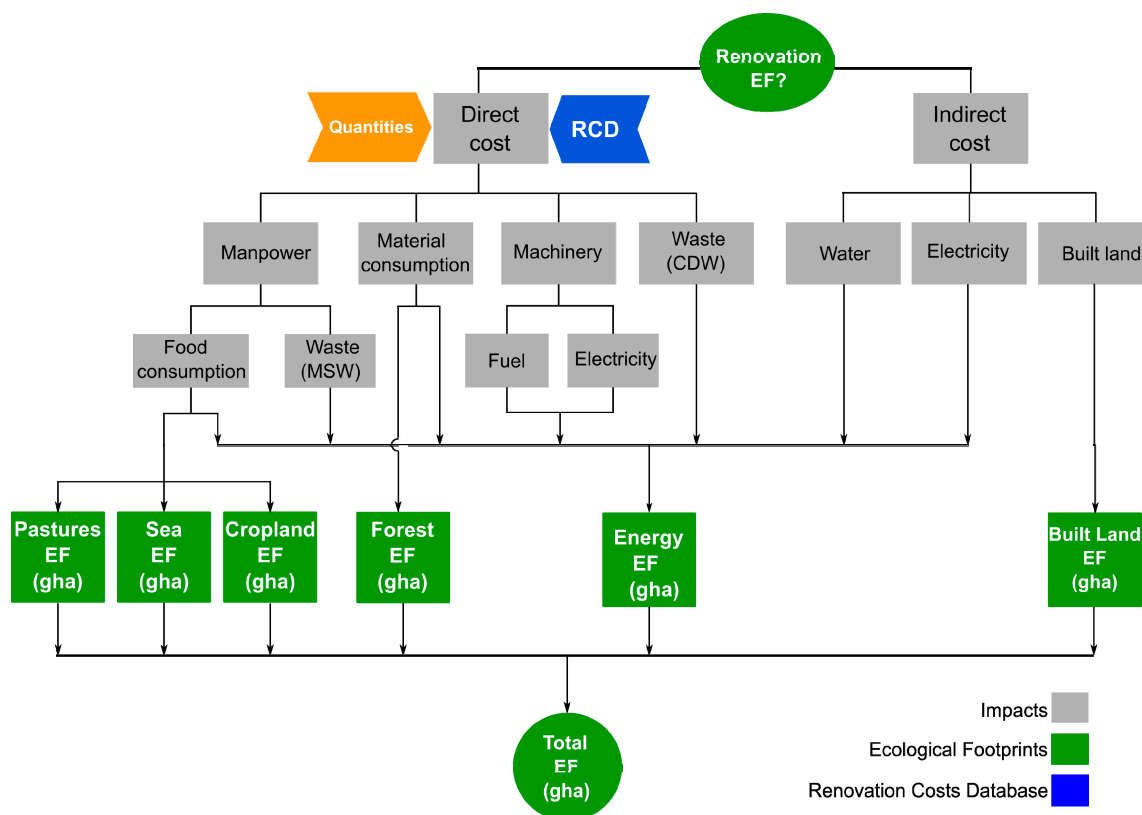 Renovation
EF?
Quantities
Direct
cost
RCD
Indirect
cost
Manpower
Material
consumption
Machinery
Waste
(CDW)
Water
Electricity
Built land
Food
consumption
Waste
(MSW)
Fuel
Electricity
Pastures
EF
(gha)
Sea
EF
(gha)
Cropland
EF
(gha)
Forest
EF
(gha)
Energy
EF
(gha)
Built Land
EF
(gha)
Total
EF
(gha)
Impacts
Ecological Footprints
Renovation Costs Database